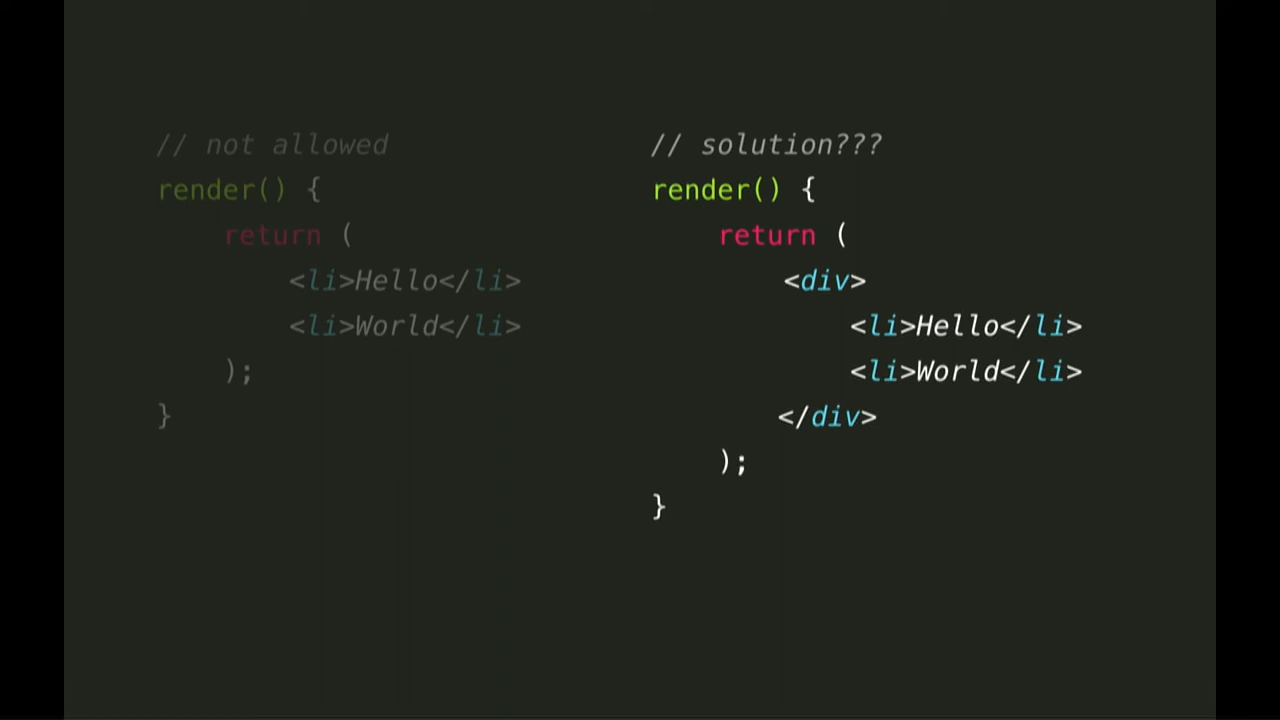 // not allowed
render() {
    return (
        <li>Hello</li>
        <li>World</li>
    );
}
// solution???
render() {
    return (
        <div>
            <li>Hello</li>
            <li>World</li>
        </div>
    );
}